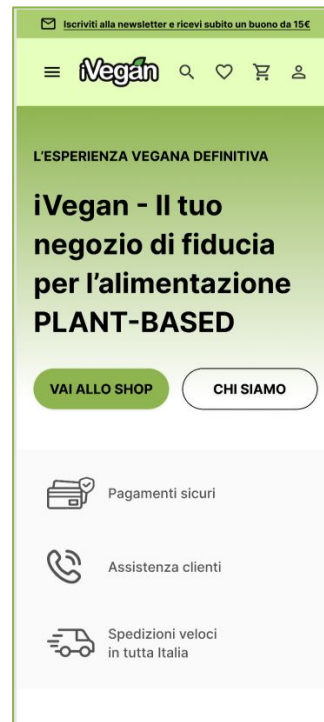 Iscriviti alla newsletter e ricevi subito un buono da 15€
iVegan
L'ESPERIENZA VEGANA DEFINITIVA
iVegan - Il tuo
negozio di fiducia
per l’alimentazione
PLANT-BASED
VAI ALLO SHOP
CHI SIAMO
Pagamenti sicuri
Assistenza clienti
Spedizioni veloci
in tutta Italia